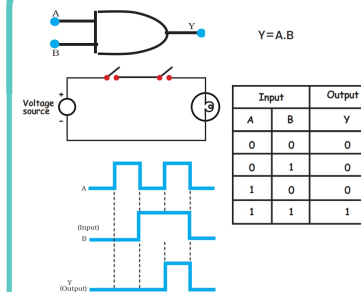 A
B
Y
Y=A.B
Voltage
source
+
-
Input Output
A B Y
0 0 0
0 1 0
1 0 0
1 1 1
A
(Input)
B
Y
(Output)